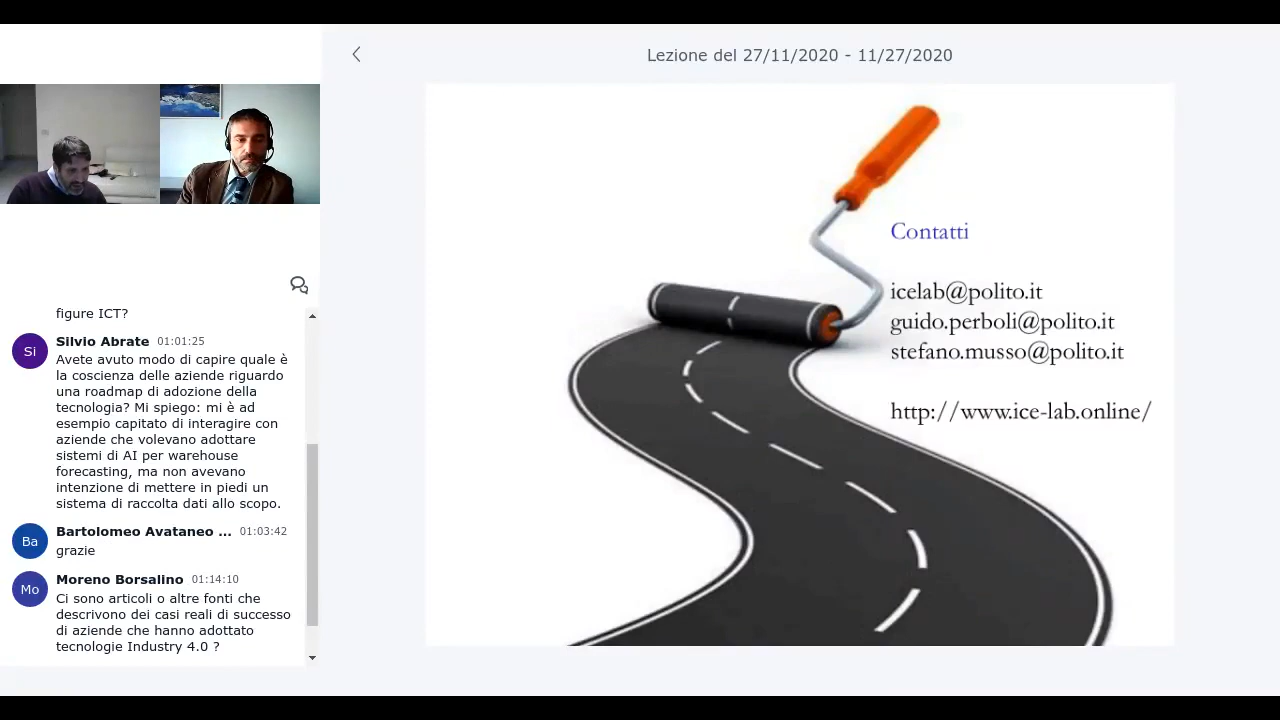 Lezione del 27/11/2020 - 11/27/2020
figure ICT?
Si
Silvio Abrate 01:01:25
Avete avuto modo di capire quale è
la coscienza delle aziende riguardo
una roadmap di adozione della
tecnologia? Mi spiego: mi è ad
esempio capitato di interagire con
aziende che volevano adottare
sistemi di AI per warehouse
forecasting, ma non avevano
intenzione di mettere in piedi un
sistema di raccolta dati allo scopo.
Ba
Bartolomeo Avataneo ... 01:03:42
grazie
Mo
Moreno Borsalino 01:14:10
Ci sono articoli o altre fonti che
descrivono dei casi reali di successo
di aziende che hanno adottato
tecnologie Industry 4.0 ?
Contatti
icelab@polito.it
guido.perboli@polito.it
stefano.musso@polito.it
http://www.ice-lab.online/